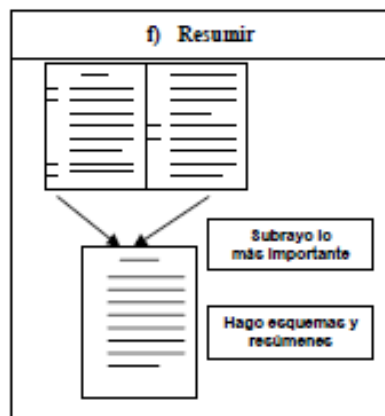 f) Resumir
Subrayo lo
más importante
Hago esquemas y
resúmenes